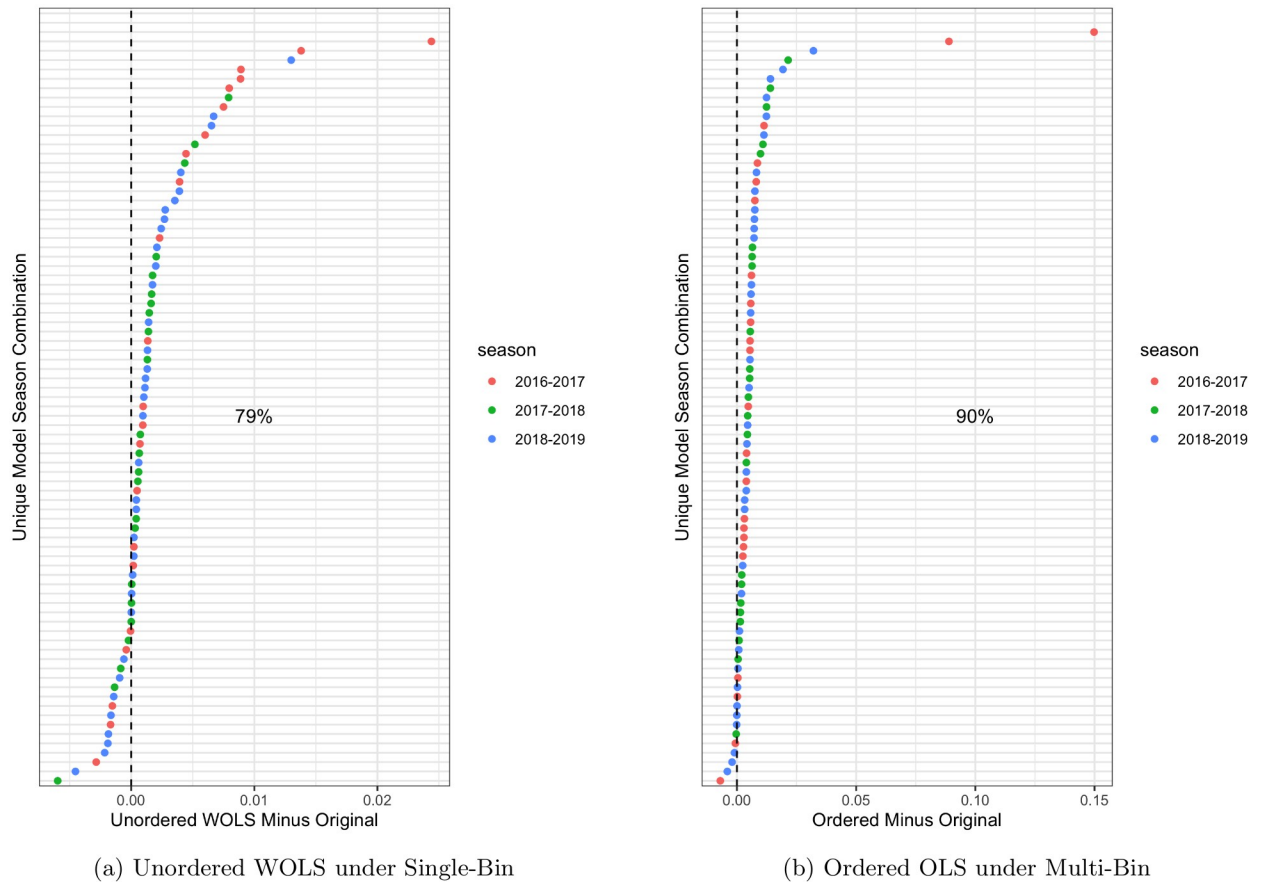 Unique Model Season Combination
79%
season
2016-2017
2017-2018
2018-2019
0.00
0.01
0.02
Unordered WOLS Minus Original
(a) Unordered WOLS under Single-Bin
Unique Model Season Combination
90%
season
2016-2017
2017-2018
2018-2019
0.00
0.05
0.10
0.15
Ordered Minus Original
(b) Ordered OLS under Multi-Bin